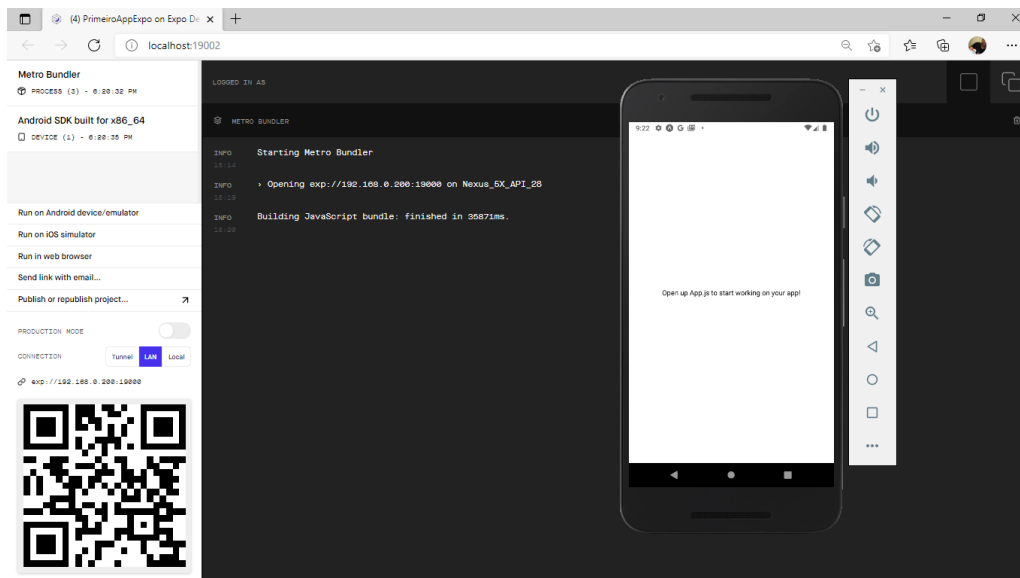 (4) PrimeiroAppExpo on Expo De
localhost:19002
Metro Bundler
PROCESS (3) - 6:20:32 PM
Android SDK built for x86_64
DEVICE (1) - 6:20:35 PM
Run on Android device/emulator
Run on iOS simulator
Run in web browser
Send link with email...
Publish or republish project...
PRODUCTION MODE
CONNECTION
Tunnel LAN Local
exp://192.168.0.200:19000
LOGGED IN AS
METRO BUNDLER
INFO Starting Metro Bundler
18:14
INFO › Opening exp://192.168.0.200:19000 on Nexus_5X_API_28
INFO Building JavaScript bundle: finished in 35871ms.
9:22
Open up App.js to start working on your app!